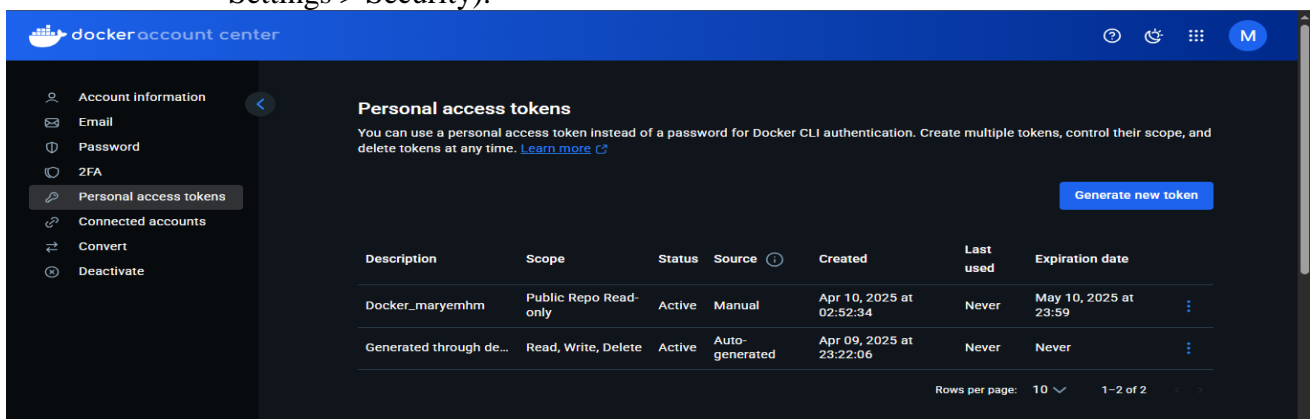 Settings > Security).
docker account center
M
Account information
Email
Password
2FA
Personal access tokens
Connected accounts
Convert
Deactivate
Personal access tokens
You can use a personal access token instead of a password for Docker CLI authentication. Create multiple tokens, control their scope, and
delete tokens at any time. Learn more
Generate new token
Description Scope Status Source Created Last used Expiration date
Docker_maryemhm Public Repo Read-only Active Manual Apr 10, 2025 at 02:52:34 Never May 10, 2025 at 23:59
Generated through de... Read, Write, Delete Active Auto-generated Apr 09, 2025 at 23:22:06 Never Never
Rows per page: 10 1–2 of 2